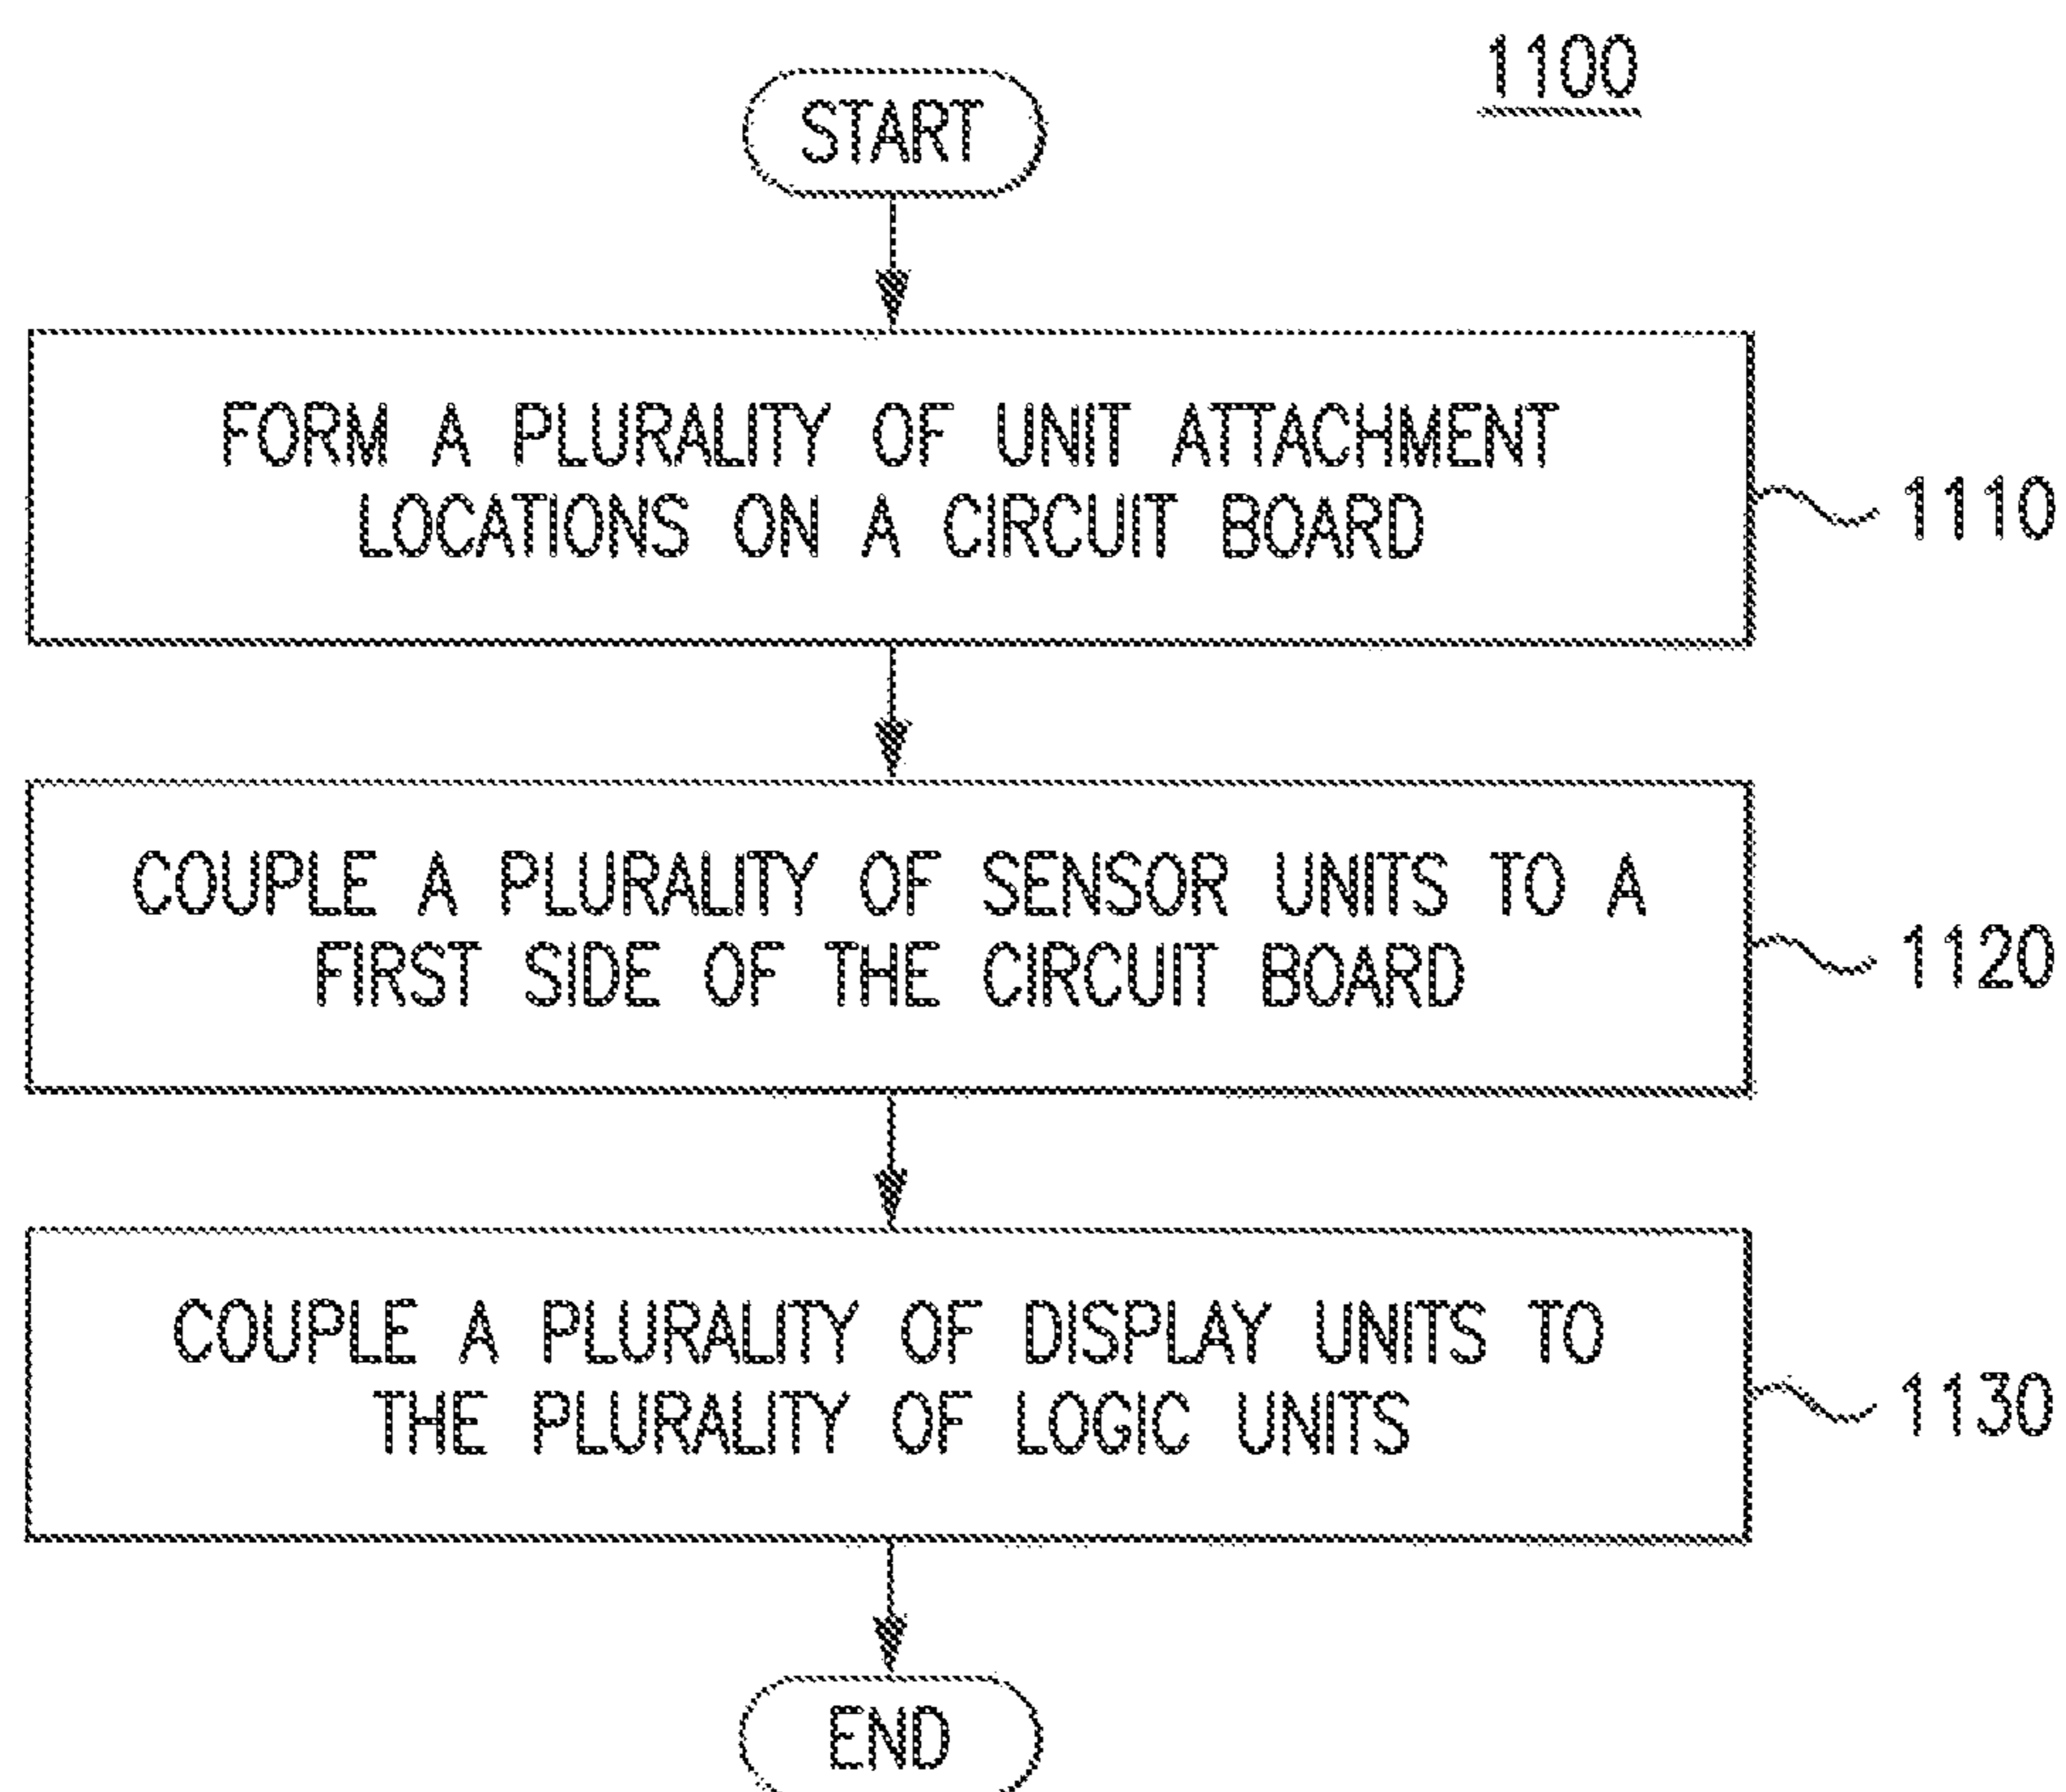 1100
START
FORM A PLURALITY OF UNIT ATTACHMENT
LOCATIONS ON A CIRCUIT BOARD
1110
COUPLE A PLURALITY OF SENSOR UNITS TO A
FIRST SIDE OF THE CIRCUIT BOARD
1120
COUPLE A PLURALITY OF DISPLAY UNITS TO
THE PLURALITY OF LOGIC UNITS
1130
END